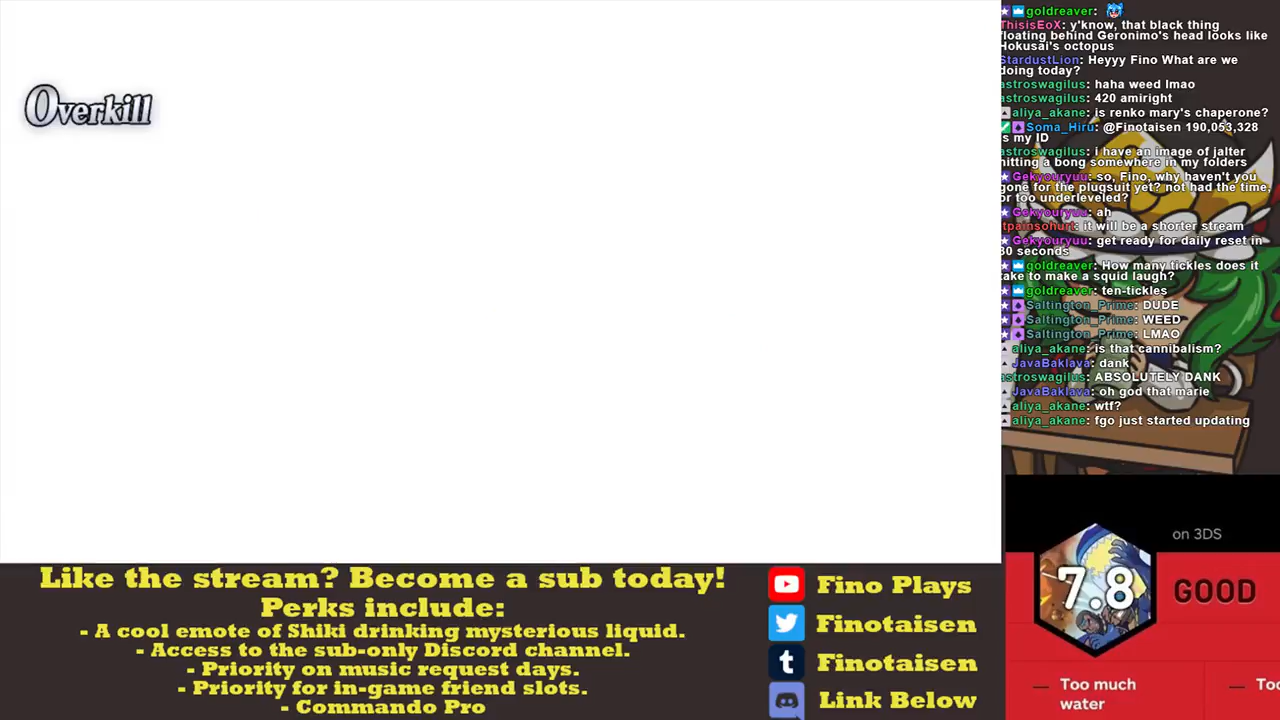 Overkill
goldreaver:
ThisisEoX: y'know, that black thing
floating behind Geronimo's head looks like
Hokusai's octopus
StardustLion: Heyyy Fino What are we
doing today?
astroswagilus: haha weed lmao
astroswagilus: 420 amiright
aliya_akane: is renko mary's chaperone?
Soma_Hiru: @Finotaisen 190,053,328
is my ID
astroswagilus: i have an image of jalter
hitting a bong somewhere in my folders
Gekyouryuu: so, Fino, why haven't you
gone for the plugsuit yet? not had the time,
or too underleveled?
Gekyouryuu: ah
itpainsohurt: it will be a shorter stream
Gekyouryuu: get ready for daily reset in
30 seconds
goldreaver: How many tickles does it
take to make a squid laugh?
goldreaver: ten-tickles
Saltington_Prime: DUDE
Saltington_Prime: WEED
Saltington_Prime: LMAO
aliya_akane: is that cannibalism?
JavaBaklava: dank
astroswagilus: ABSOLUTELY DANK
JavaBaklava: oh god that marie
aliya_akane: wtf?
aliya_akane: fgo just started updating
on 3DS
7.8
GOOD
— Too much
water
— Too
Like the stream? Become a sub today!
Perks include:
- A cool emote of Shiki drinking mysterious liquid.
- Access to the sub-only Discord channel.
- Priority on music request days.
- Priority for in-game friend slots.
- Commando Pro
Fino Plays
Finotaisen
Finotaisen
Link Below